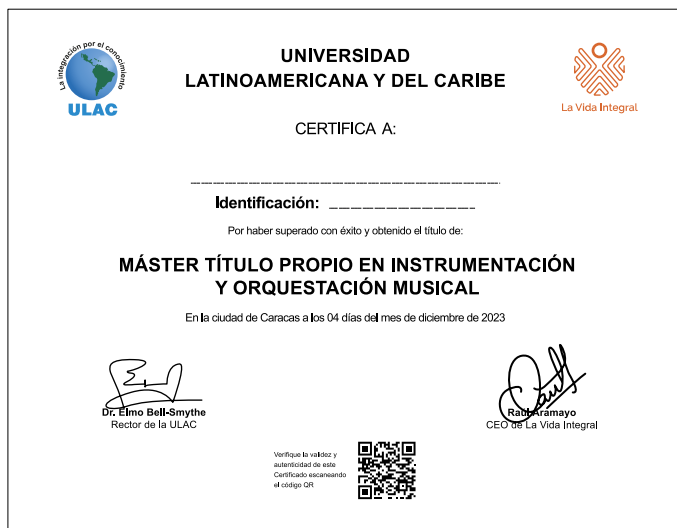 La integración por el conocimiento
ULAC
UNIVERSIDAD
LATINOAMERICANA Y DEL CARIBE
La Vida Integral
CERTIFICA A:
Identificación:
Por haber superado con éxito y obtenido el título de:
MÁSTER TÍTULO PROPIO EN INSTRUMENTACIÓN
Y ORQUESTACIÓN MUSICAL
En la ciudad de Caracas a los 04 días del mes de diciembre de 2023
Dr. Elmo Bell-Smythe
Rector de la ULAC
Raúl Aramayo
CEO de La Vida Integral
Verifique la validez y
autenticidad de este
Certificado escaneando
el código QR